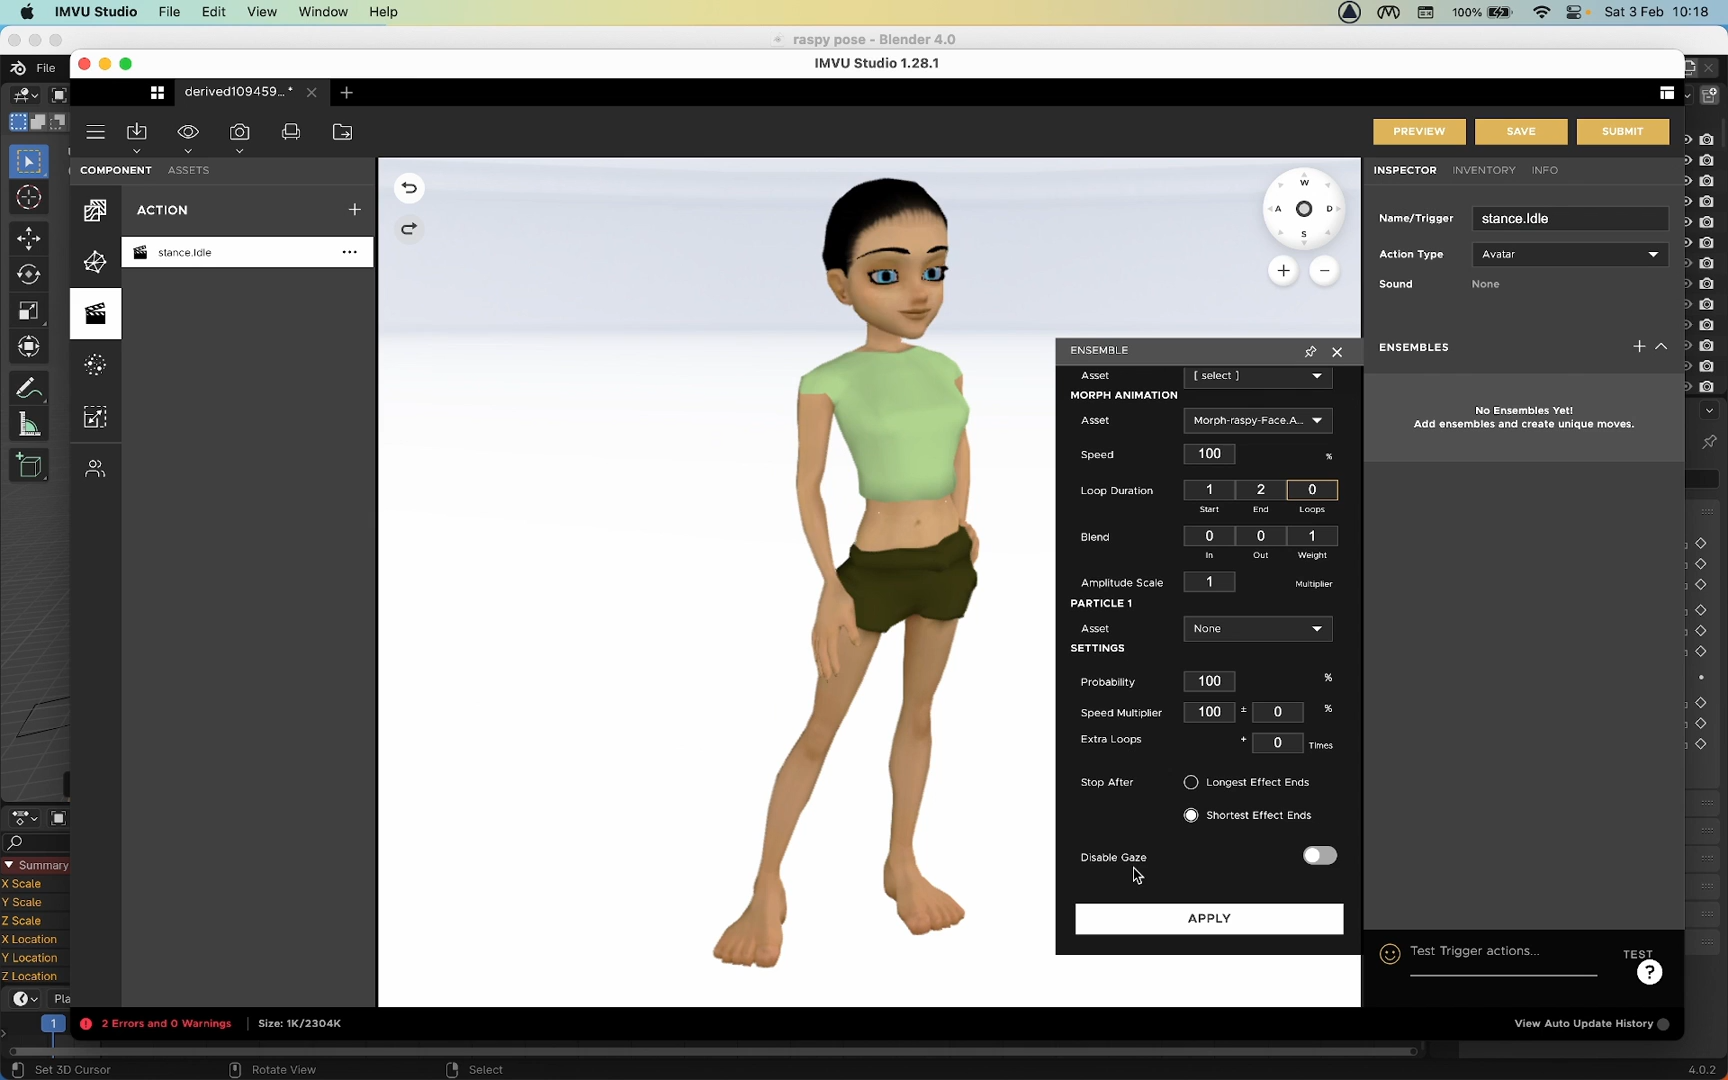 IMVU Studio File Edit View Window Help 100% Sat 3 Feb 10:18
raspy pose - Blender 4.0
File
IMVU Studio 1.28.1
derived109459... *
PREVIEW SAVE SUBMIT
COMPONENT ASSETS
INSPECTOR INVENTORY INFO
ACTION
stance.Idle
W
A D
S
Name/Trigger stance.Idle
Action Type Avatar
Sound None
ENSEMBLES
No Ensembles Yet!
Add ensembles and create unique moves.
ENSEMBLE
Asset [ select ]
MORPH ANIMATION
Asset Morph-raspy-Face.A...
Speed 100 %
Loop Duration 1 2 0
Start End Loops
Blend 0 0 1
In Out Weight
Amplitude Scale 1 Multiplier
PARTICLE 1
Asset None
SETTINGS
Probability 100 %
Speed Multiplier 100 ± 0 %
Extra Loops + 0 Times
Stop After Longest Effect Ends
Shortest Effect Ends
Disable Gaze
APPLY
Test Trigger actions... TEST
?
Summary
X Scale
Y Scale
Z Scale
X Location
Y Location
Z Location
Pla
1
2 Errors and 0 Warnings Size: 1K/2304K
View Auto Update History
Set 3D Cursor Rotate View Select 4.0.2